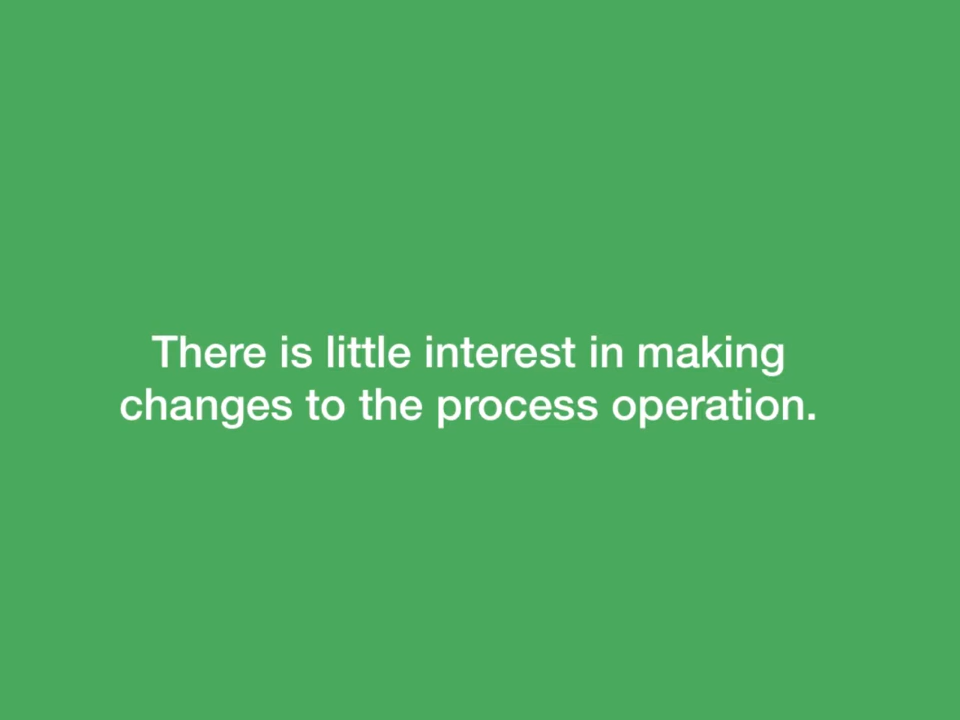 There is little interest in making
changes to the process operation.